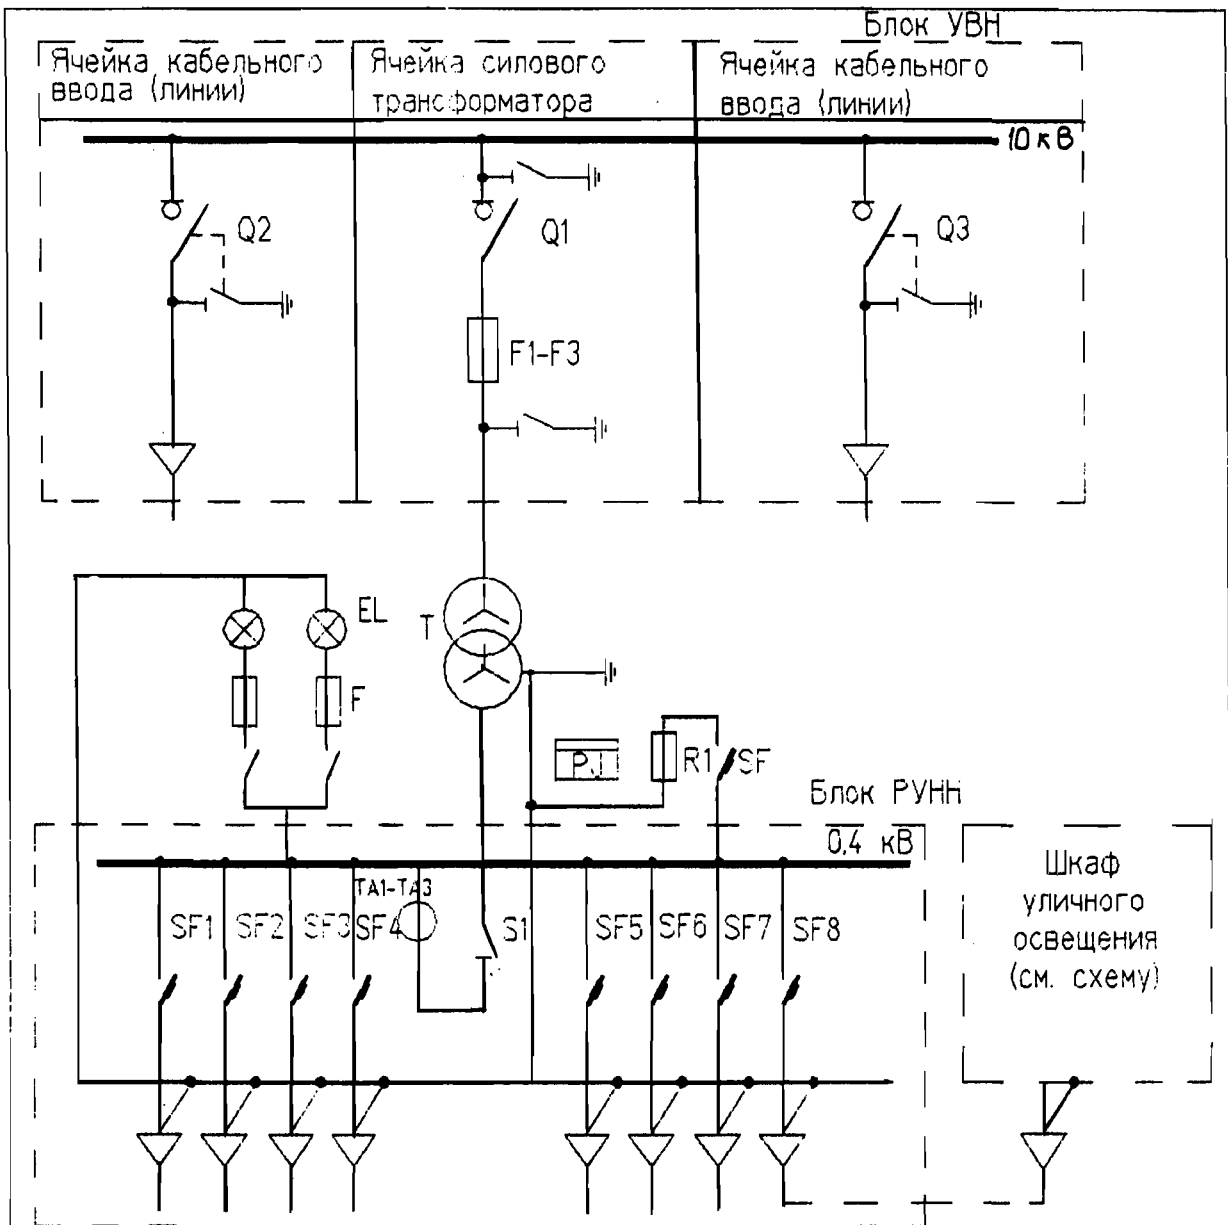 Блок УВН
Ячейка кабельного
ввода (линии)
Ячейка силового
трансформатора
Ячейка кабельного
ввода (линии)
10 кВ
Q2
Q1
Q3
F1-F3
EL
T
F
PJ
R1
SF
Блок РУНН
0,4 кВ
TA1-TA3
SF1
SF2
SF3
SF4
S1
SF5
SF6
SF7
SF8
Шкаф
уличного
освещения
(см. схему)